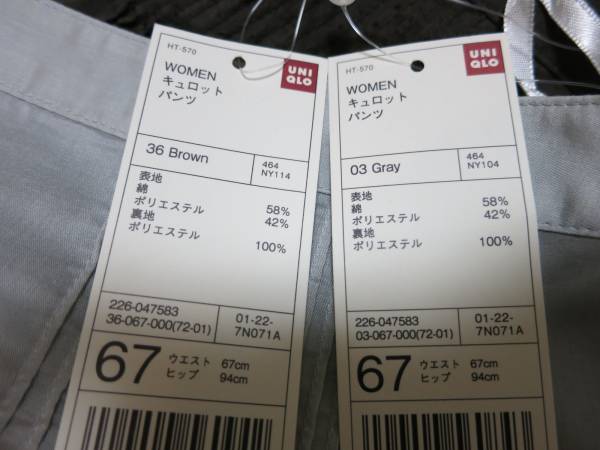 HT-570
UNI
QLO
WOMEN
キュロット
パンツ
36 Brown
464
NY114
表地
綿 58%
ポリエステル 42%
裏地
ポリエステル 100%
226-047583
36-067-000(72-01)
01-22-
7N071A
67
ウエスト 67cm
ヒップ 94cm
HT-570
UNI
QLO
WOMEN
キュロット
パンツ
03 Gray
464
NY104
表地
綿 58%
ポリエステル 42%
裏地
ポリエステル 100%
226-047583
03-067-000(72-01)
01-22-
7N071A
67
ウエスト 67cm
ヒップ 94cm